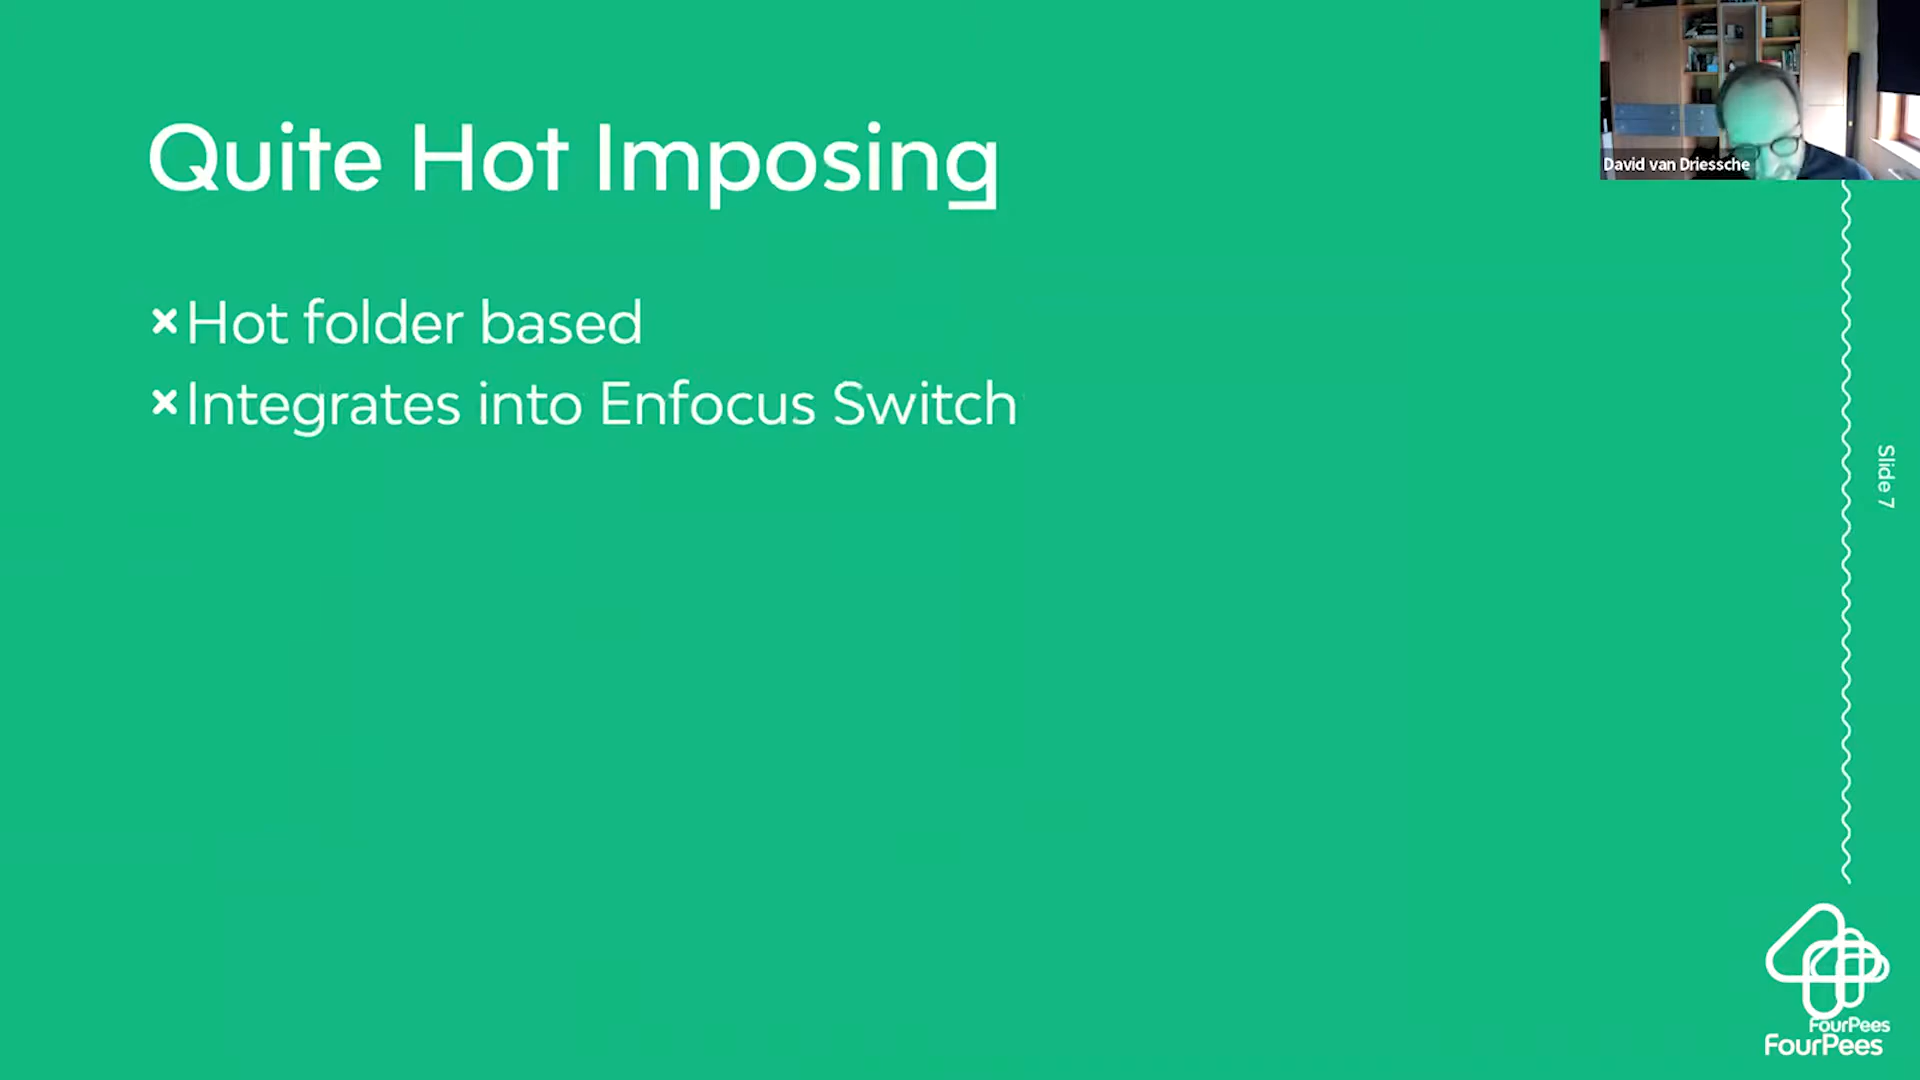 Quite Hot Imposing
×Hot folder based
×Integrates into Enfocus Switch
David van Driessche
Slide 7
FourPees
FourPees